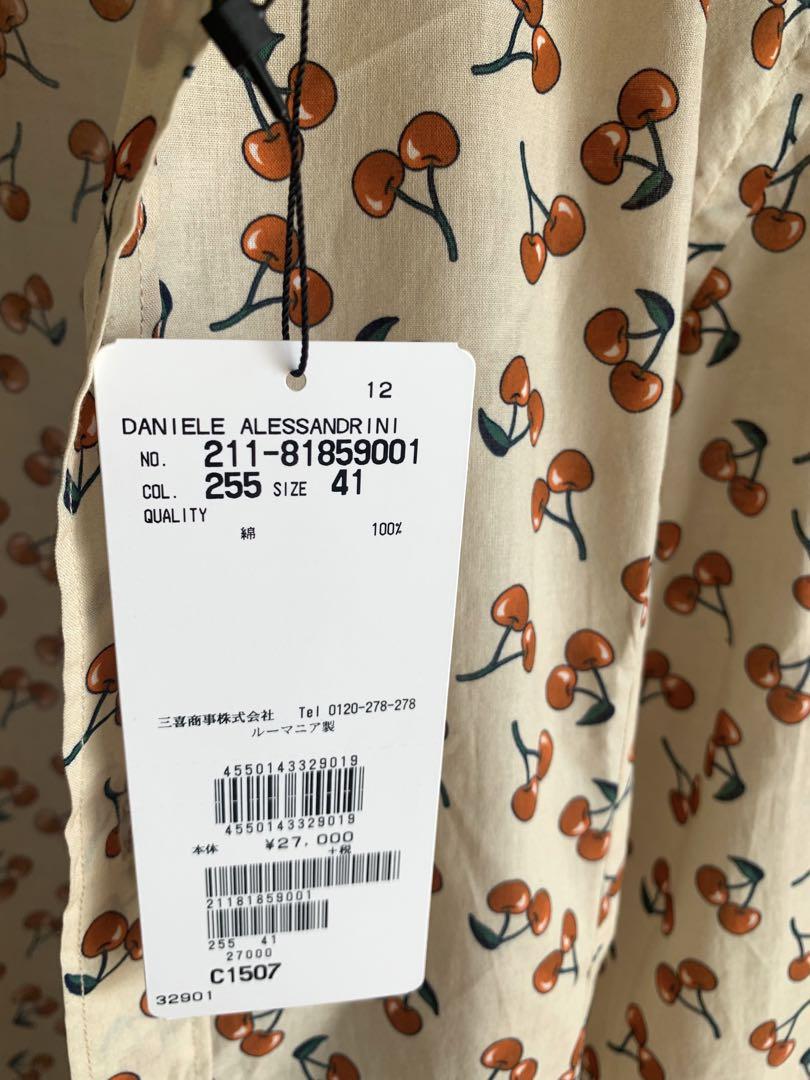 12
DANIELE ALESSANDRINI
NO. 211-81859001
COL. 255 SIZE 41
QUALITY
綿 100%
三喜商事株式会社 Tel 0120-278-278
ルーマニア製
4550143329019
4550143329019
本体 ¥27,000
+税
21181859001
255 41
27000
C1507
32901